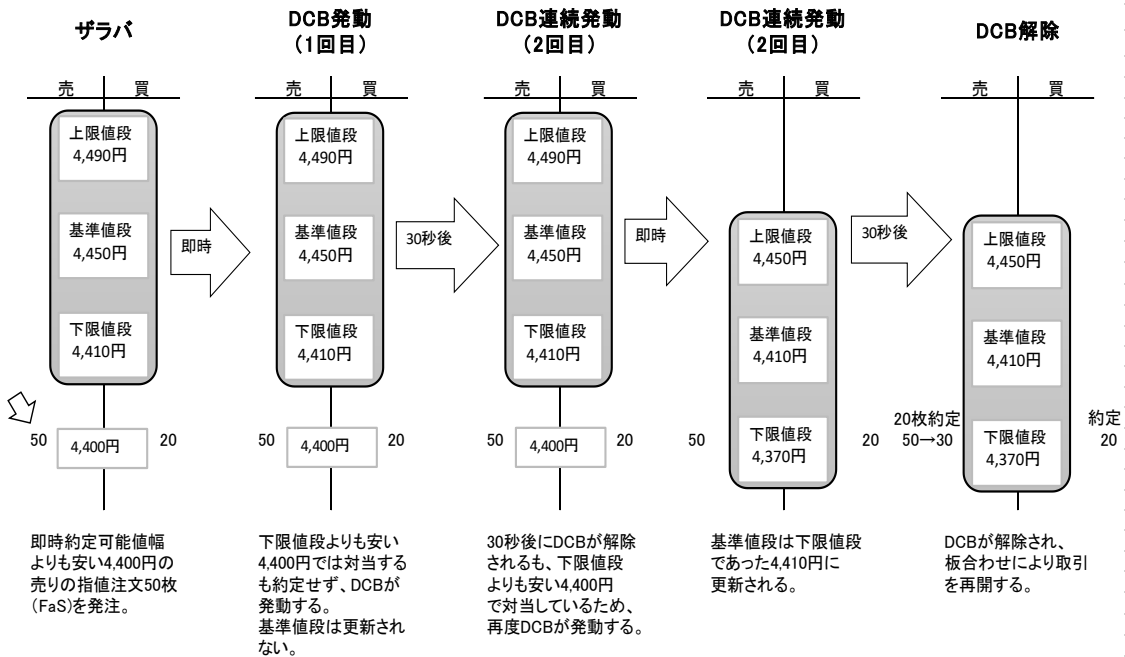 ザラバ
売 買
上限値段
4,490円
基準値段
4,450円
下限値段
4,410円
50 4,400円 20
即時約定可能値幅
よりも安い4,400円の
売りの指値注文50枚
(FaS)を発注。
即時
DCB発動
(1回目)
売 買
上限値段
4,490円
基準値段
4,450円
下限値段
4,410円
50 4,400円 20
下限値段よりも安い
4,400円では対当する
も約定せず、DCBが
発動する。
基準値段は更新され
ない。
30秒後
DCB連続発動
(2回目)
売 買
上限値段
4,490円
基準値段
4,450円
下限値段
4,410円
50 4,400円 20
30秒後にDCBが解除
されるも、下限値段
よりも安い4,400円
で対当しているため、
再度DCBが発動する。
即時
DCB連続発動
(2回目)
売 買
上限値段
4,450円
基準値段
4,410円
50 下限値段 20
4,370円
基準値段は下限値段
であった4,410円に
更新される。
30秒後
DCB解除
売 買
上限値段
4,450円
基準値段
4,410円
20枚約定 約定
50→30 下限値段 20
4,370円
DCBが解除され、
板合わせにより取引
を再開する。